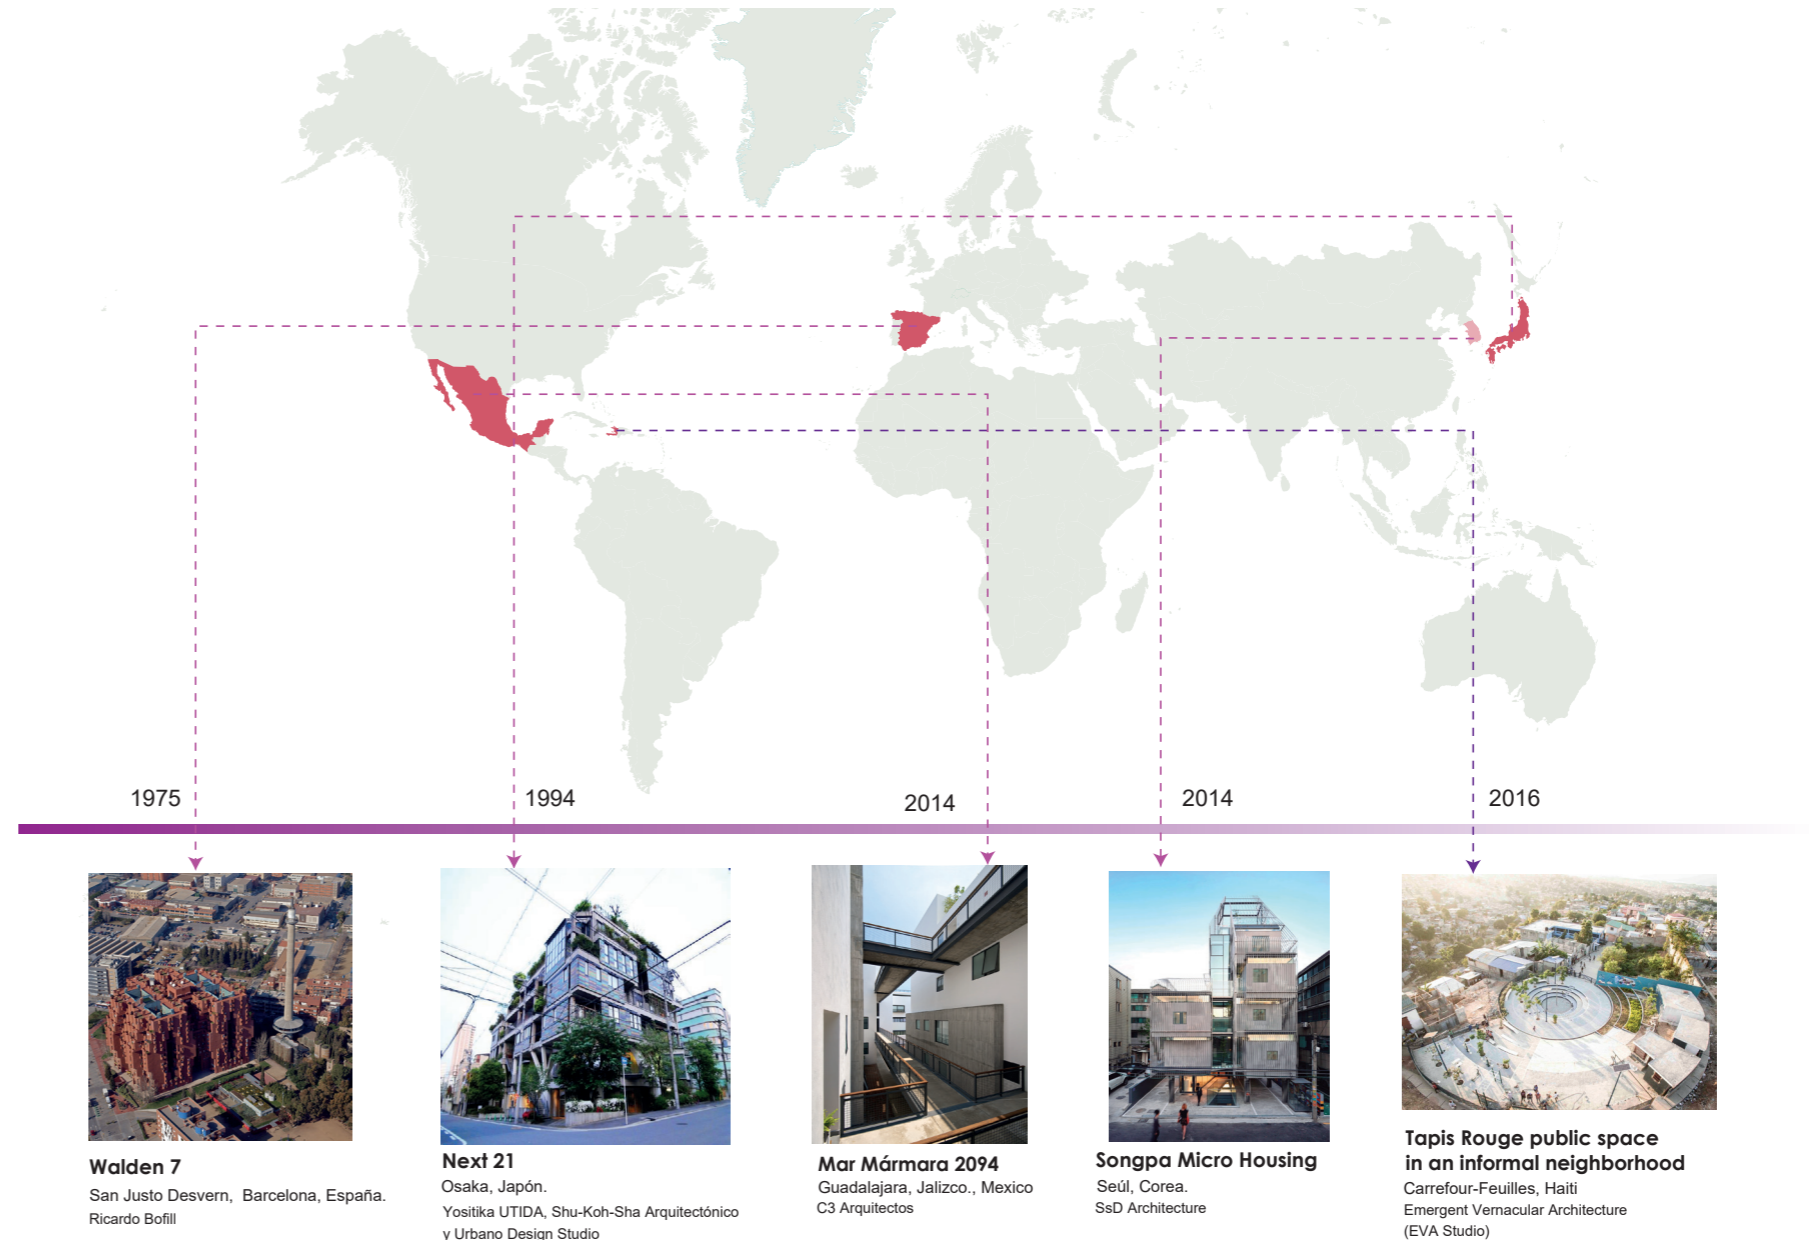 1975
1994
2014
2014
2016
Walden 7
San Justo Desvern, Barcelona, España.
Ricardo Bofill
Next 21
Osaka, Japón.
Yositika UTIDA, Shu-Koh-Sha Arquitectónico
y Urbano Design Studio
Mar Mármara 2094
Guadalajara, Jalizco., Mexico
C3 Arquitectos
Songpa Micro Housing
Seúl, Corea.
SsD Architecture
Tapis Rouge public space
in an informal neighborhood
Carrefour-Feuilles, Haiti
Emergent Vernacular Architecture
(EVA Studio)